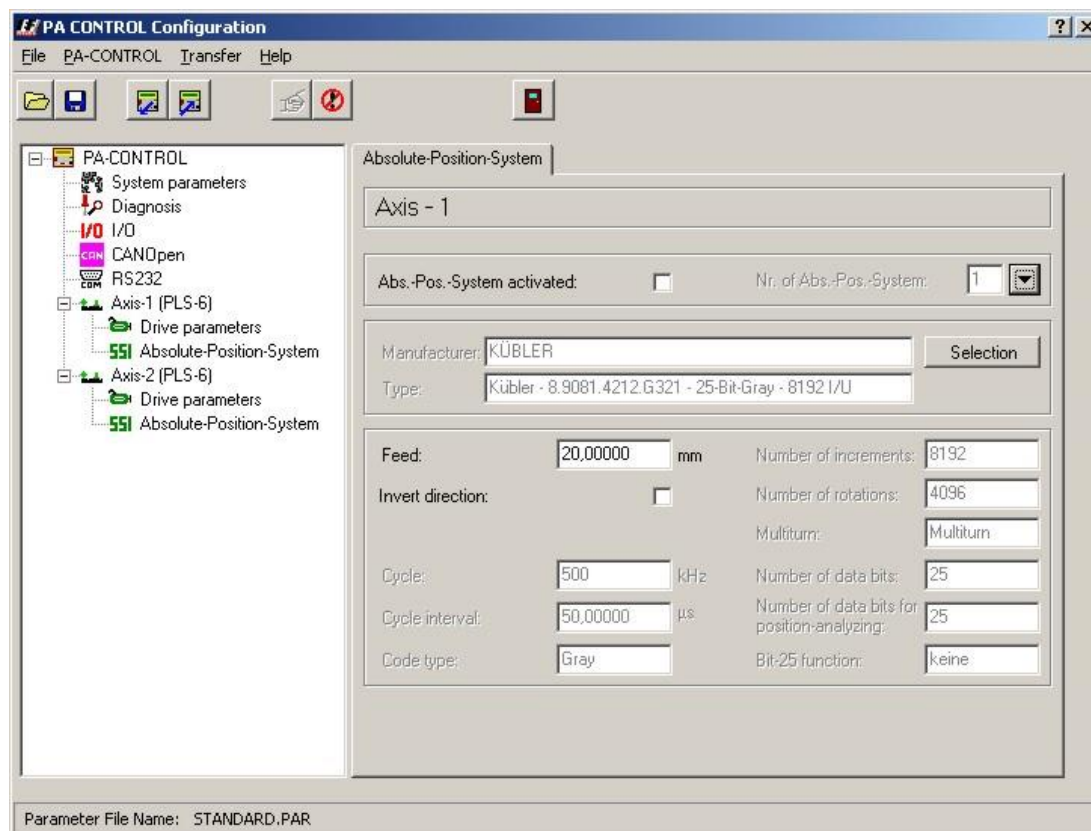 PA CONTROL Configuration
File PA-CONTROL Transfer Help
PA-CONTROL
System parameters
Diagnosis
I/O I/O
CAN CANOpen
COM RS232
Axis-1 (PLS-6)
Drive parameters
SSI Absolute-Position-System
Axis-2 (PLS-6)
Drive parameters
SSI Absolute-Position-System
Absolute-Position-System
Axis - 1
Abs.-Pos.-System activated: Nr. of Abs.-Pos.-System: 1
Manufacturer: KÜBLER Selection
Type: Kübler - 8.9081.4212.G321 - 25-Bit-Gray - 8192 I/U
Feed: 20,00000 mm Number of increments: 8192
Invert direction: Number of rotations: 4096
Multiturn: Multiturn
Cycle: 500 kHz Number of data bits: 25
Cycle interval: 50,00000 µs Number of data bits for
position-analyzing: 25
Code type: Gray Bit-25 function: keine
Parameter File Name: STANDARD.PAR